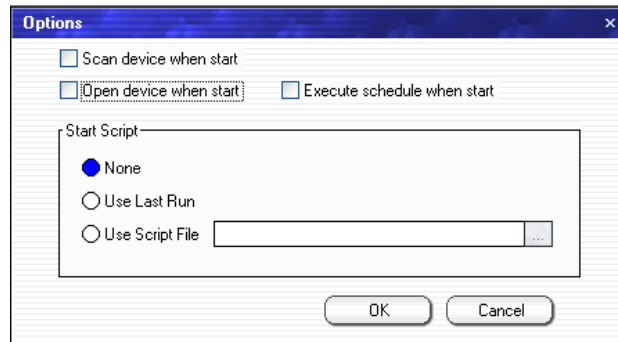 Options
Scan device when start
Open device when start
Execute schedule when start
Start Script
None
Use Last Run
Use Script File
...
OK
Cancel